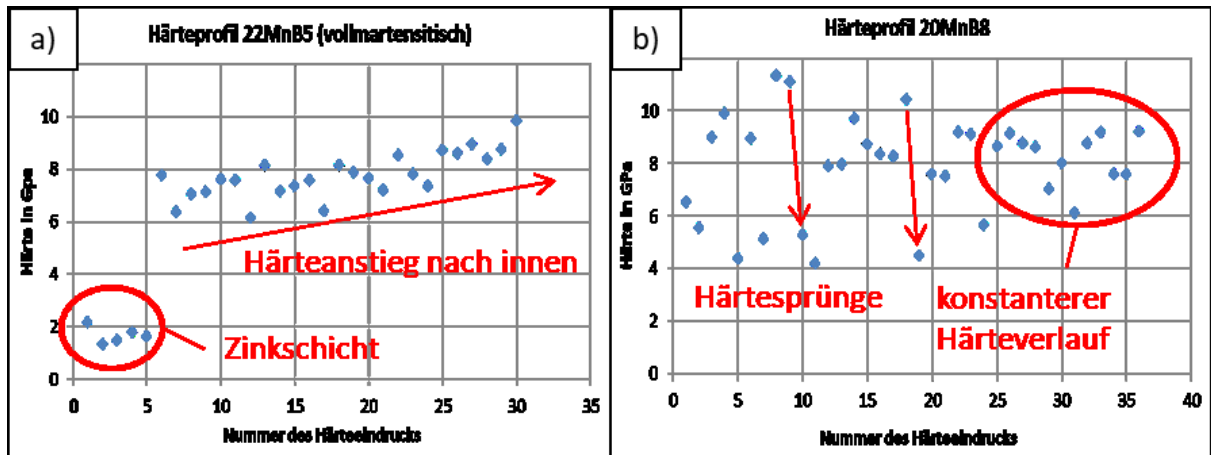 a)
Härteprofil 22MnB5 (vollmartensitisch)
Härte in Gpa
10
8
6
4
2
0
Härteanstieg nach innen
Zinkschicht
0 5 10 15 20 25 30 35
Nummer des Härteeindrucks
b)
Härteprofil 20MnB8
Härte in GPa
10
8
6
4
2
0
Härtesprünge
konstanterer
Härteverlauf
0 5 10 15 20 25 30 35 40
Nummer des Härteeindrucks